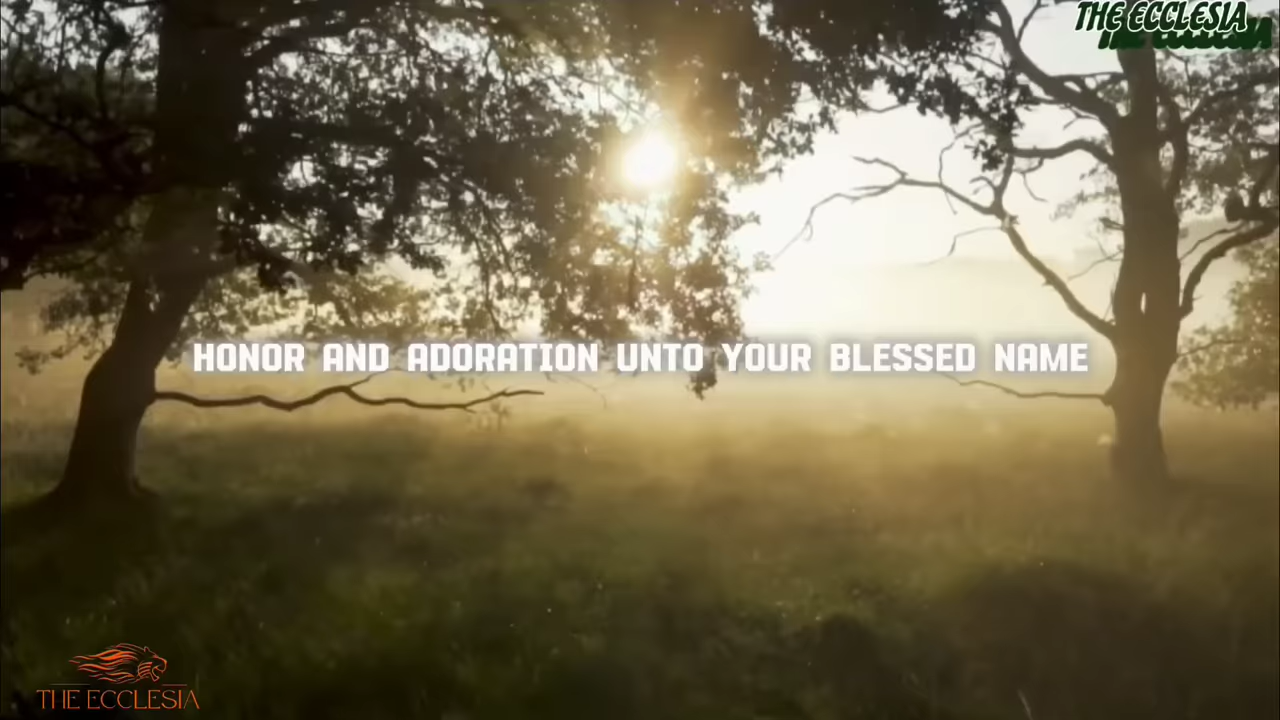 THE ECCLESIA
HONOR AND ADORATION UNTO YOUR BLESSED NAME
THE ECCLESIA